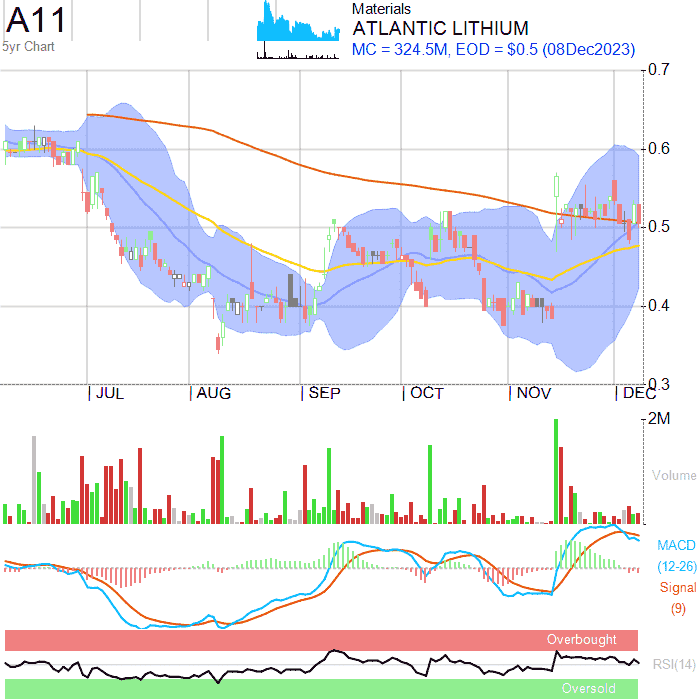 A11
5yr Chart
Materials
ATLANTIC LITHIUM
MC = 324.5M, EOD = $0.5 (08Dec2023)
0.7
0.6
0.5
0.4
0.3
JUL AUG SEP OCT NOV DEC
2M
Volume
MACD
(12-26)
Signal
(9)
Overbought
RSI(14)
Oversold